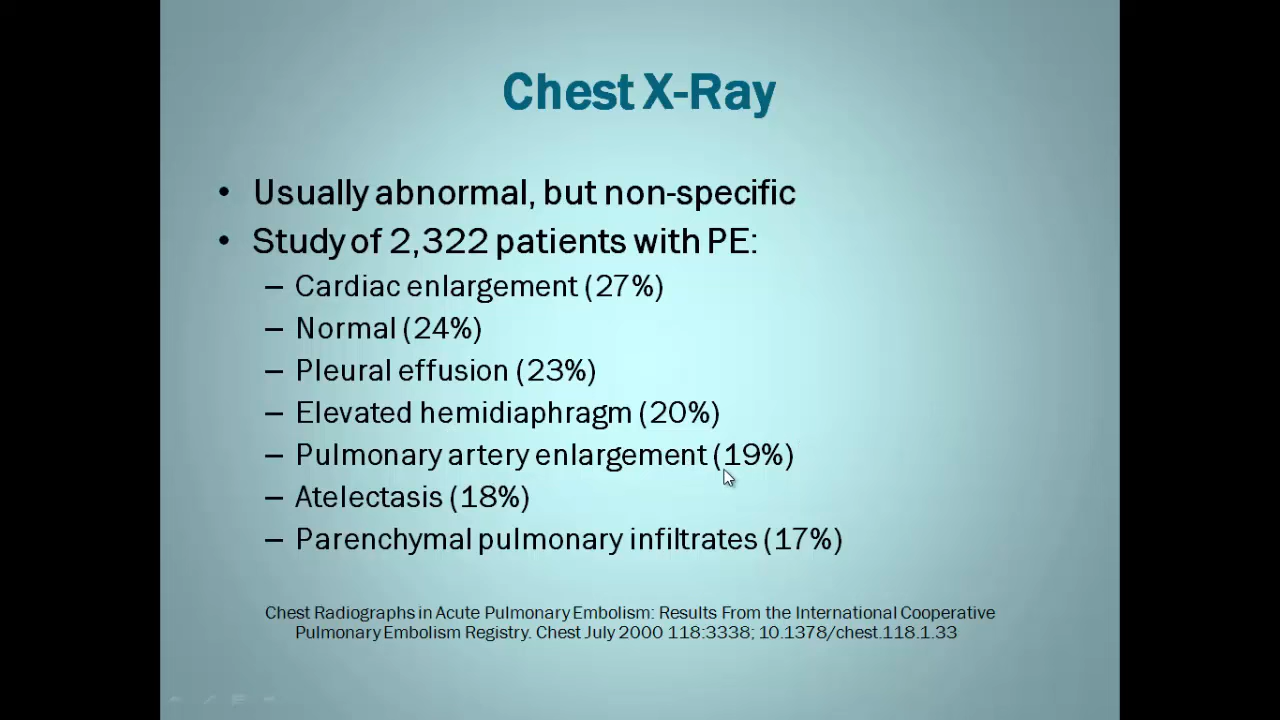 Chest X-Ray
• Usually abnormal, but non-specific
• Study of 2,322 patients with PE:
– Cardiac enlargement (27%)
– Normal (24%)
– Pleural effusion (23%)
– Elevated hemidiaphragm (20%)
– Pulmonary artery enlargement (19%)
– Atelectasis (18%)
– Parenchymal pulmonary infiltrates (17%)
Chest Radiographs in Acute Pulmonary Embolism: Results From the International Cooperative
Pulmonary Embolism Registry. Chest July 2000 118:3338; 10.1378/chest.118.1.33